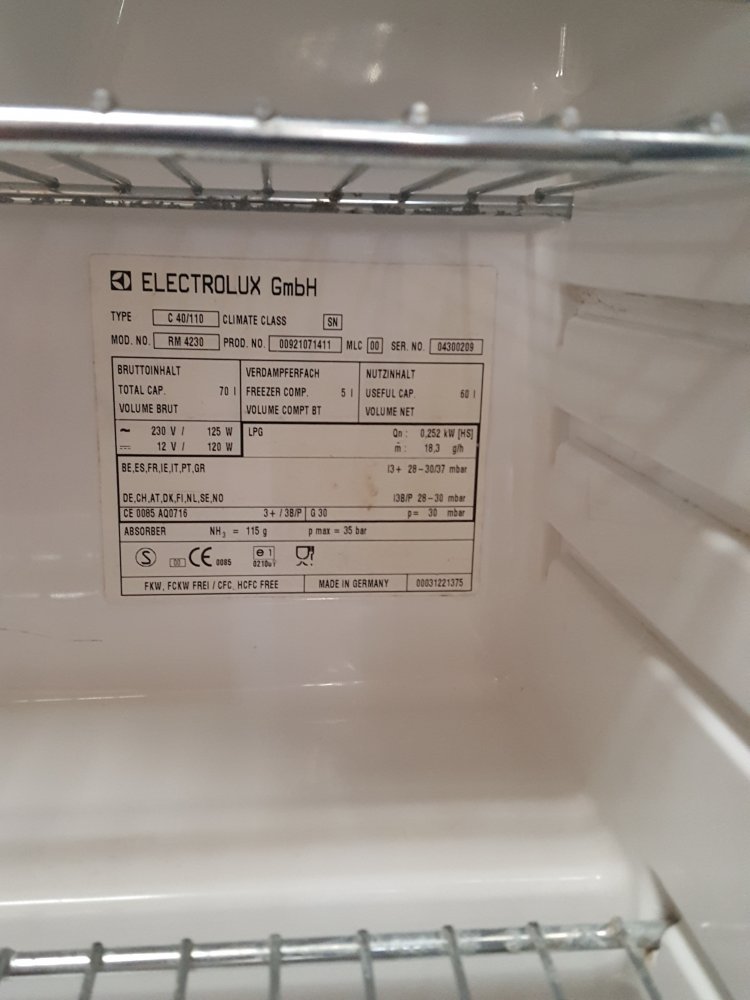 ELECTROLUX GmbH
TYPE C 40/110 CLIMATE CLASS SN
MOD. NO. RM 4230 PROD. NO. 00921071411 MLC 00 SER. NO. 04300209
BRUTTOINHALT VERDAMPFERFACH NUTZINHALT
TOTAL CAP. 70 l FREEZER COMP. 5 l USEFUL CAP. 60 l
VOLUME BRUT VOLUME COMPT BT VOLUME NET
~ 230 V / 125 W LPG Qn : 0,252 kW [HS]
12 V / 120 W ṁ : 18,3 g/h
BE,ES,FR,IE,IT,PT,GR I3+ 28-30/37 mbar
DE,CH,AT,DK,FI,NL,SE,NO I3B/P 28-30 mbar
CE 0085 AQ0716 3+ / 3B/P G 30 p= 30 mbar
ABSORBER NH₃ = 115 g p max = 35 bar
S 00 CE 0085 e 1
FKW, FCKW FREI / CFC, HCFC FREE MADE IN GERMANY 00031221375